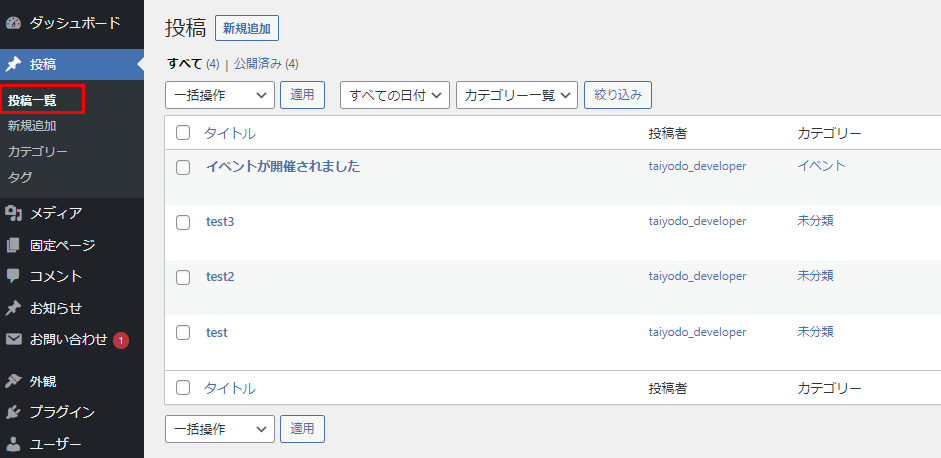 ダッシュボード
投稿
投稿一覧
新規追加
カテゴリー
タグ
メディア
固定ページ
コメント
お知らせ
お問い合わせ 1
外観
プラグイン
ユーザー
投稿 新規追加
すべて (4) | 公開済み (4)
一括操作 適用 すべての日付 カテゴリー一覧 絞り込み
タイトル 投稿者 カテゴリー
イベントが開催されました taiyodo_developer イベント
test3 taiyodo_developer 未分類
test2 taiyodo_developer 未分類
test taiyodo_developer 未分類
タイトル 投稿者 カテゴリー
一括操作 適用